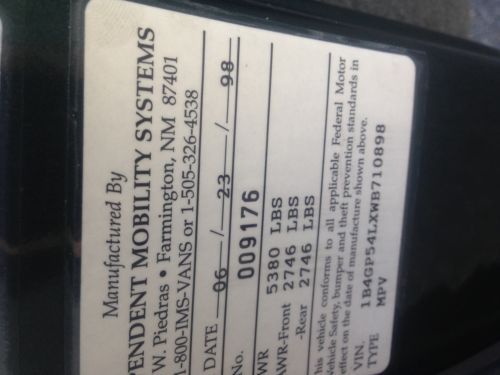 Manufactured By
PENDENT MOBILITY SYSTEMS
W. Piedras • Farmington, NM 87401
1-800-IMS-VANS or 1-505-326-4538
DATE 06 / 23 / 98
No. 009176
WR 5380 LBS
AWR-Front 2746 LBS
-Rear 2746 LBS
his vehicle conforms to all applicable Federal Motor
ehicle Safety, bumper and theft prevention standards in
effect on the date of manufacture shown above.
VIN. 1B4GP54LXWB710898
TYPE MPV